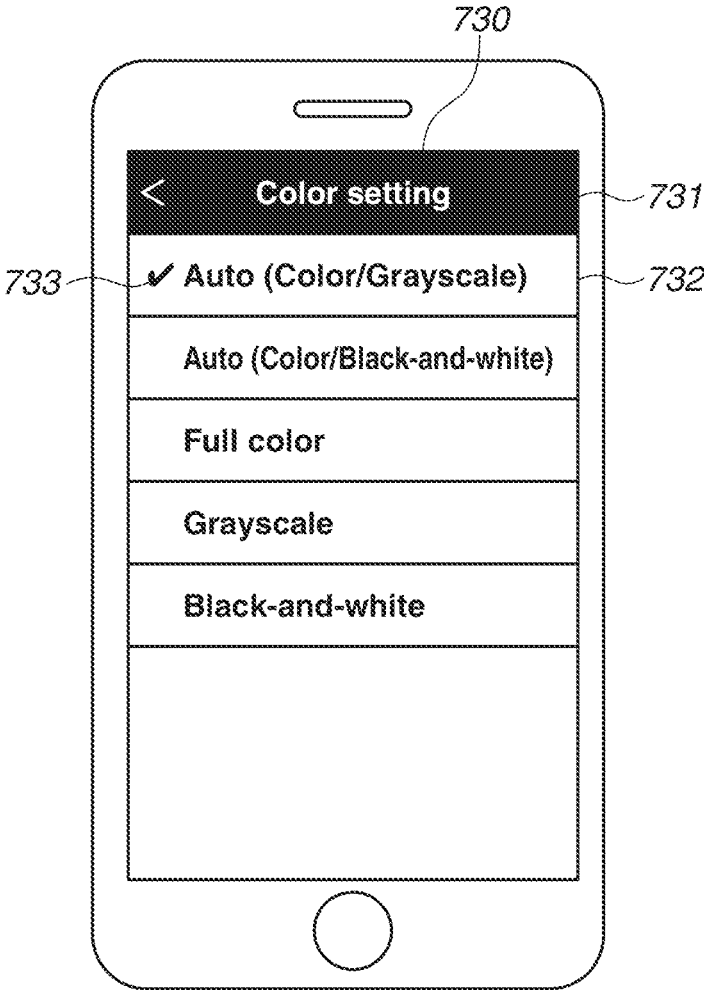 730
< Color setting
731
733
✔ Auto (Color/Grayscale)
732
Auto (Color/Black-and-white)
Full color
Grayscale
Black-and-white